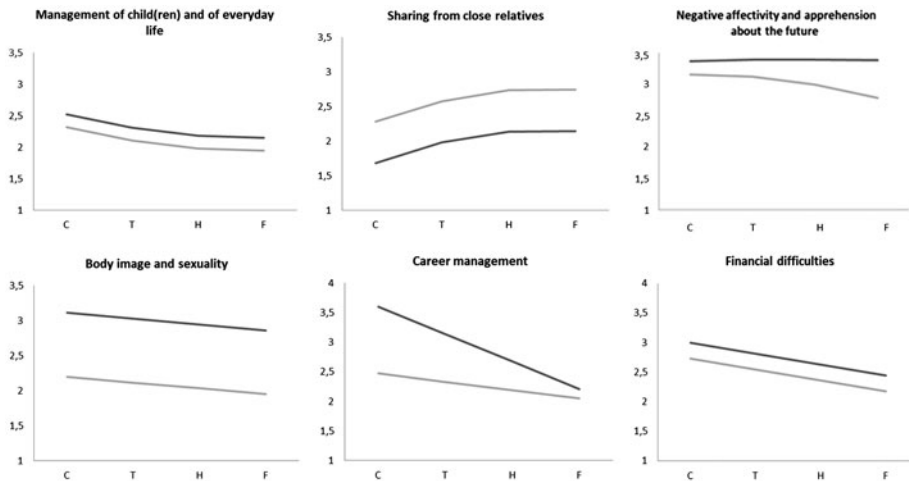 Management of child(ren) and of everyday
life
3,5
3
2,5
2
1,5
1
C T H F
Sharing from close relatives
3,5
3
2,5
2
1,5
1
C T H F
Negative affectivity and apprehension
about the future
3,5
3
2,5
2
1,5
1
C T H F
Body image and sexuality
3,5
3
2,5
2
1,5
1
C T H F
Career management
4
3,5
3
2,5
2
1,5
1
C T H F
Financial difficulties
4
3,5
3
2,5
2
1,5
1
C T H F